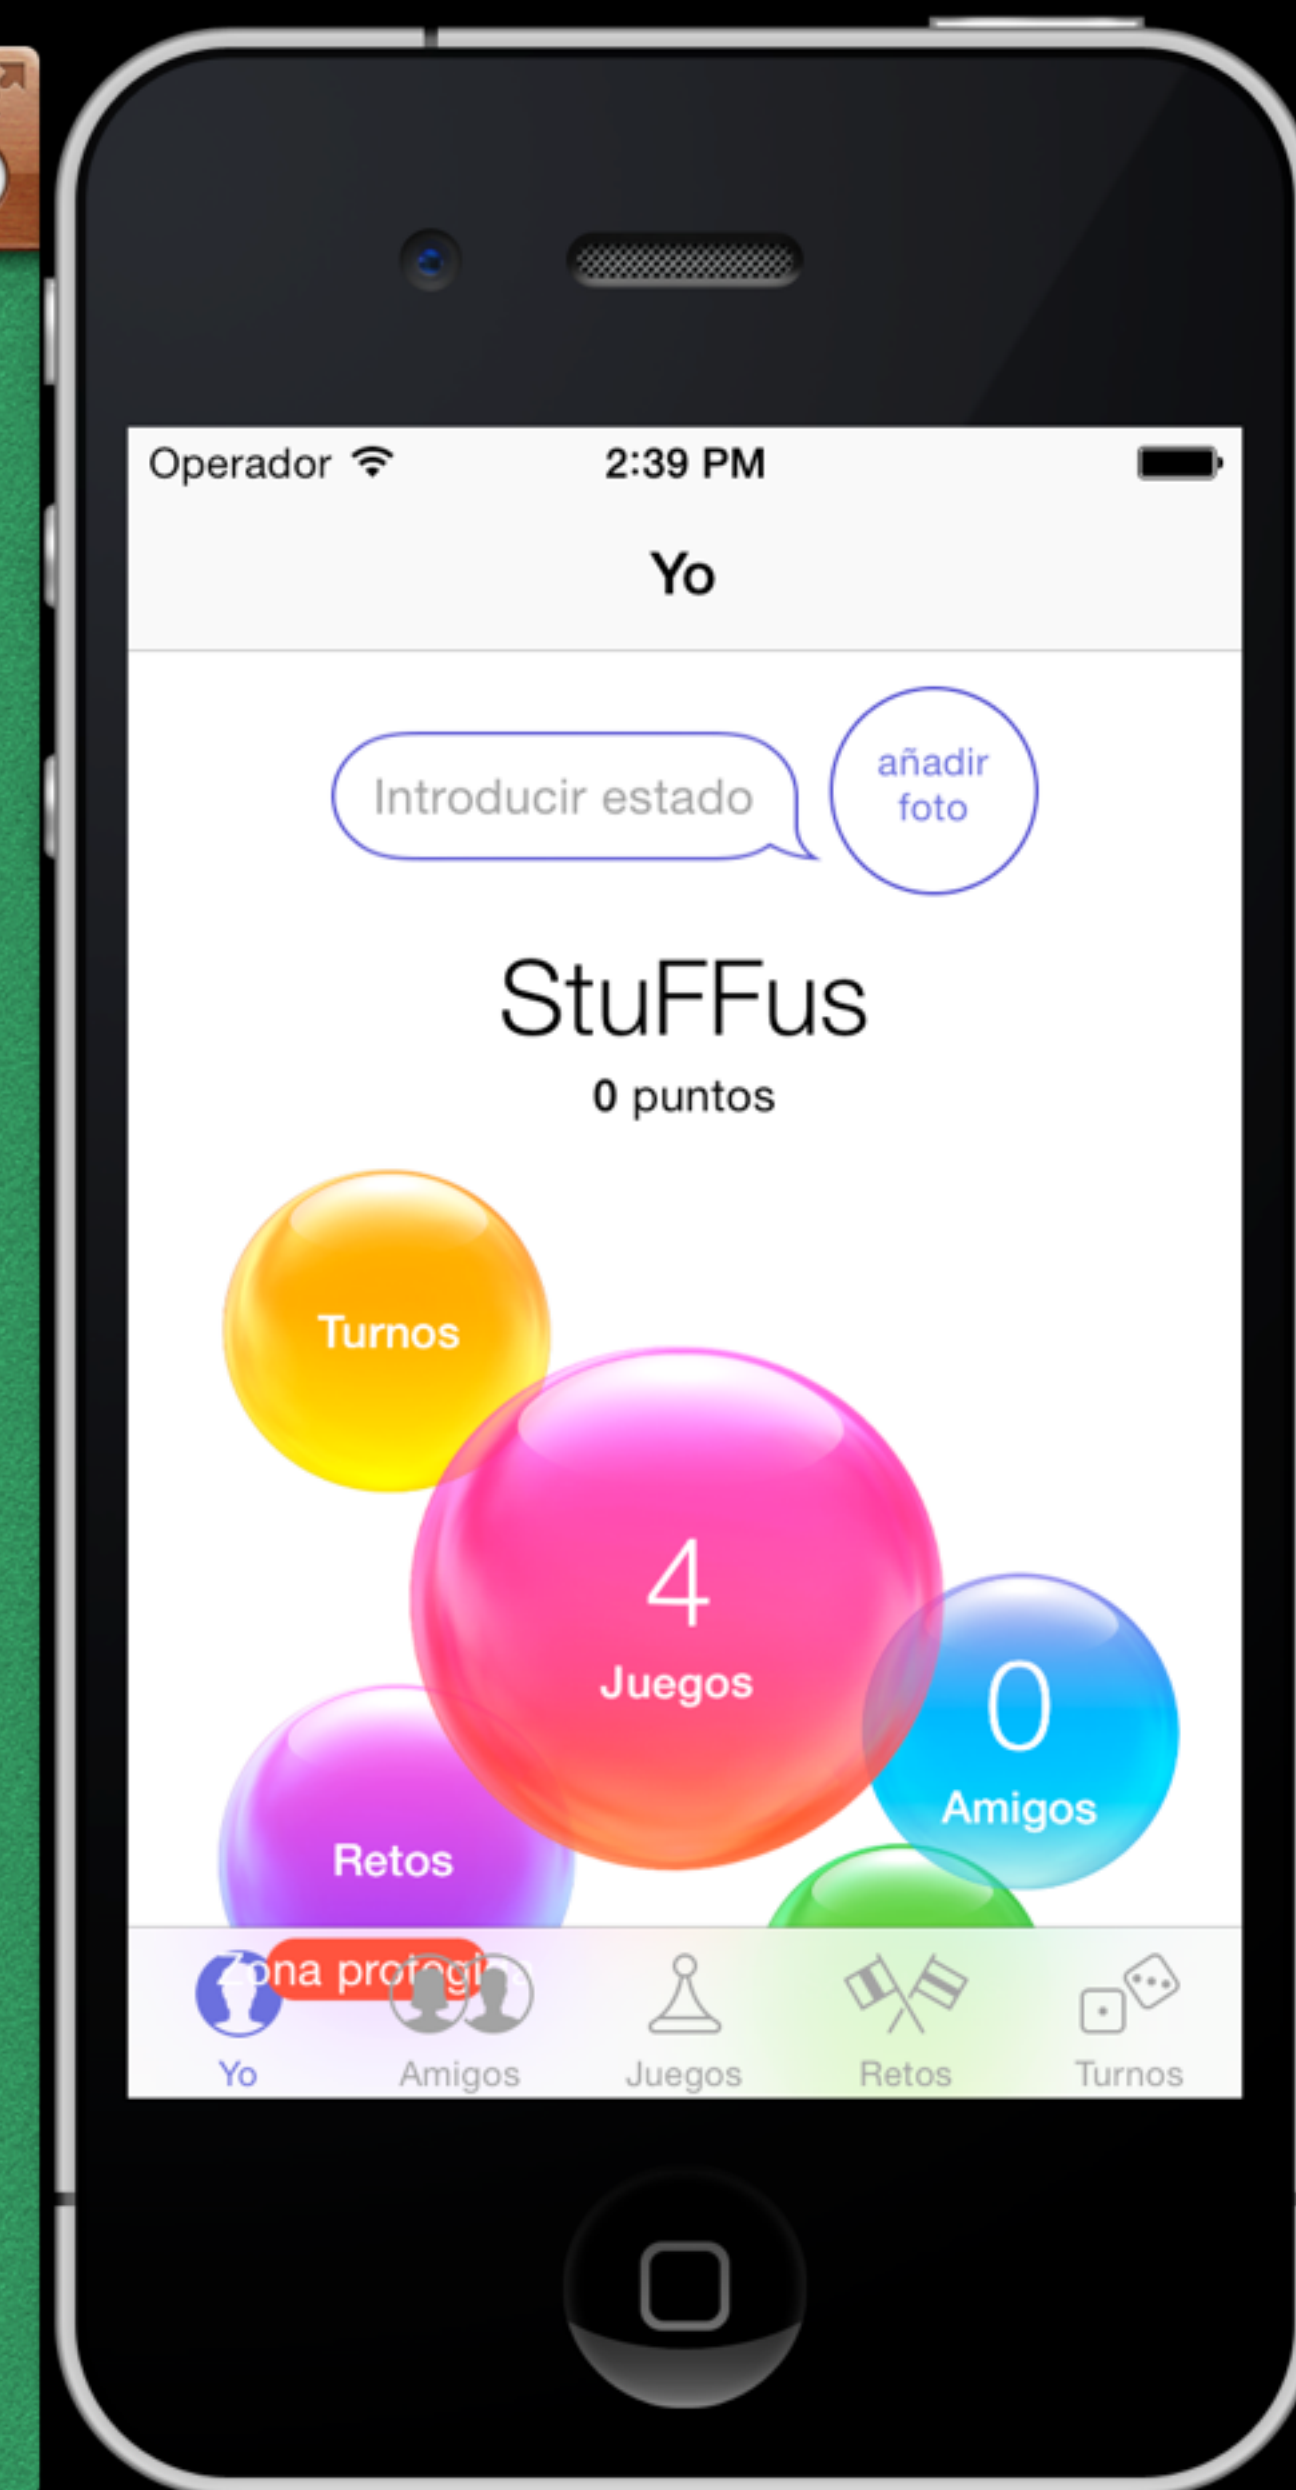 Operador 2:39 PM
Yo
Introducir estado
añadir
foto
StuFFus
0 puntos
Turnos
4
Juegos
0
Amigos
Retos
Zona
Yo Amigos Juegos Retos Turnos